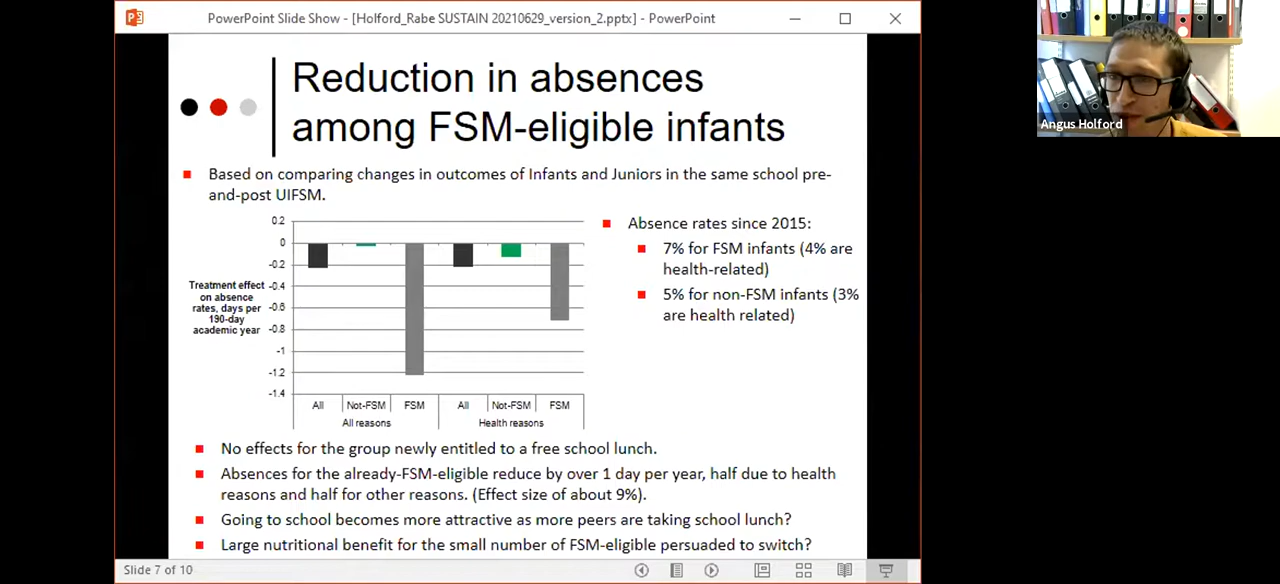 PowerPoint Slide Show - [Holford_Rabe SUSTAIN 20210629_version_2.pptx] - PowerPoint
Angus Holford
Reduction in absences
among FSM-eligible infants
Based on comparing changes in outcomes of Infants and Juniors in the same school pre-
and-post UIFSM.
0.2
0
-0.2
-0.4
-0.6
-0.8
-1
-1.2
-1.4
Treatment effect
on absence
rates, days per
190-day
academic year
All Not-FSM FSM All Not-FSM FSM
All reasons Health reasons
Absence rates since 2015:
7% for FSM infants (4% are
health-related)
5% for non-FSM infants (3%
are health related)
No effects for the group newly entitled to a free school lunch.
Absences for the already-FSM-eligible reduce by over 1 day per year, half due to health
reasons and half for other reasons. (Effect size of about 9%).
Going to school becomes more attractive as more peers are taking school lunch?
Large nutritional benefit for the small number of FSM-eligible persuaded to switch?
Slide 7 of 10